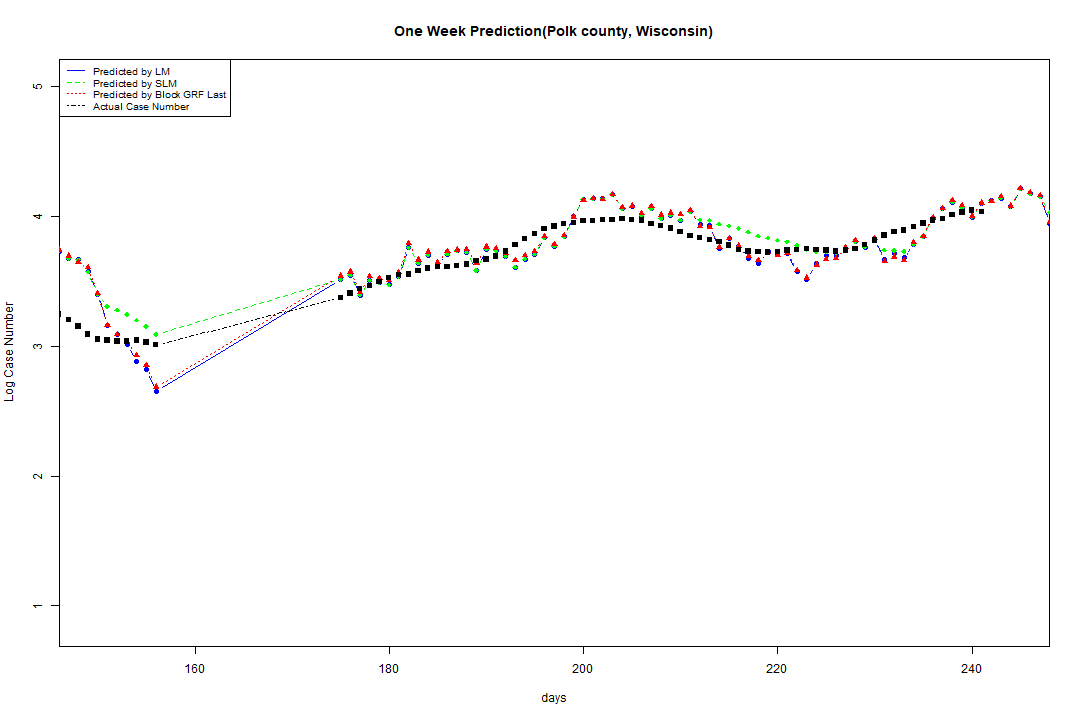 One Week Prediction(Polk county, Wisconsin)
Predicted by LM
Predicted by SLM
Predicted by Block GRF Last
Actual Case Number
5
4
3
2
1
Log Case Number
160 180 200 220 240
days